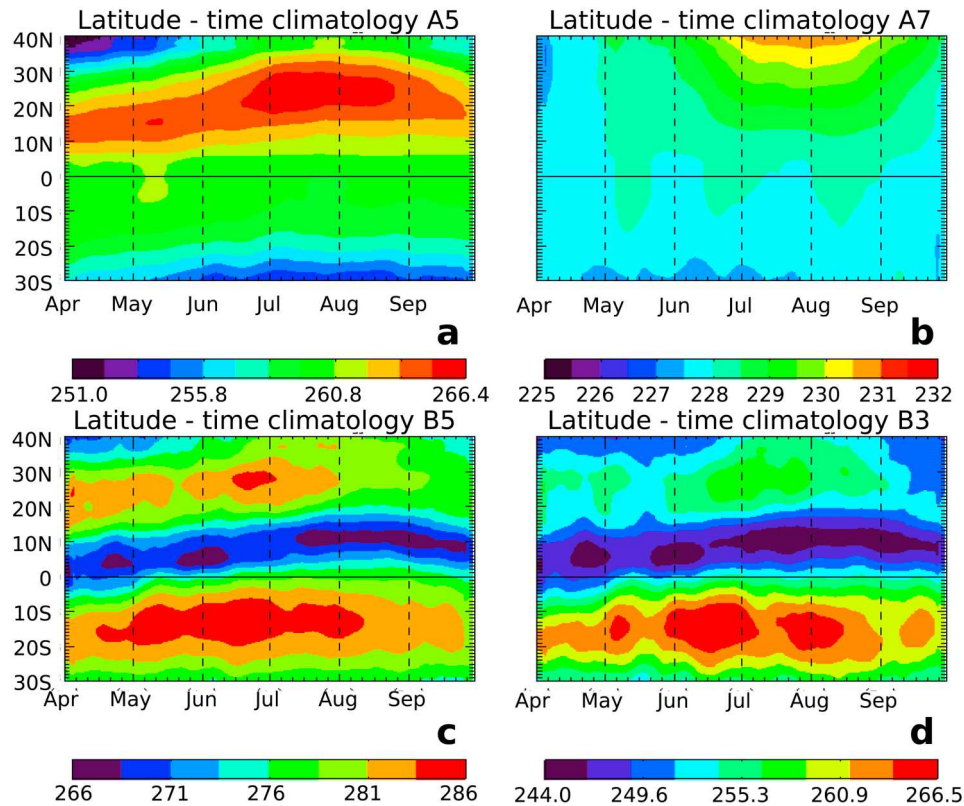 Latitude - time climatology A5
Latitude - time climatology A7
40N
30N
20N
10N
0
10S
20S
30S
Apr May Jun Jul Aug Sep
Apr May Jun Jul Aug Sep
a
b
251.0 255.8 260.8 266.4
225 226 227 228 229 230 231 232
Latitude - time climatology B5
Latitude - time climatology B3
40N
30N
20N
10N
0
10S
20S
30S
Apr May Jun Jul Aug Sep
Apr May Jun Jul Aug Sep
c
d
266 271 276 281 286
244.0 249.6 255.3 260.9 266.5